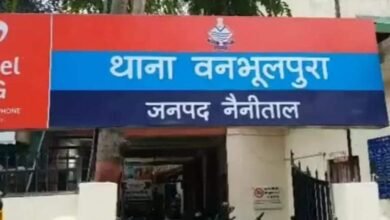 थाना वनभूलपुरा
जनपद नैनीताल